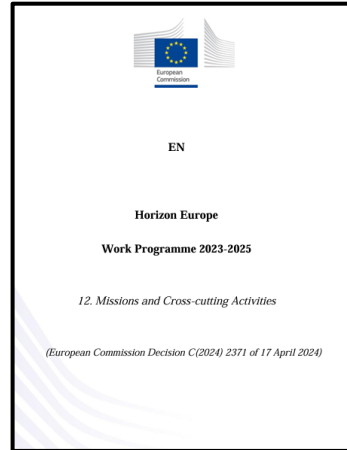 European
Commission
EN
Horizon Europe
Work Programme 2023-2025
12. Missions and Cross-cutting Activities
(European Commission Decision C(2024) 2371 of 17 April 2024)